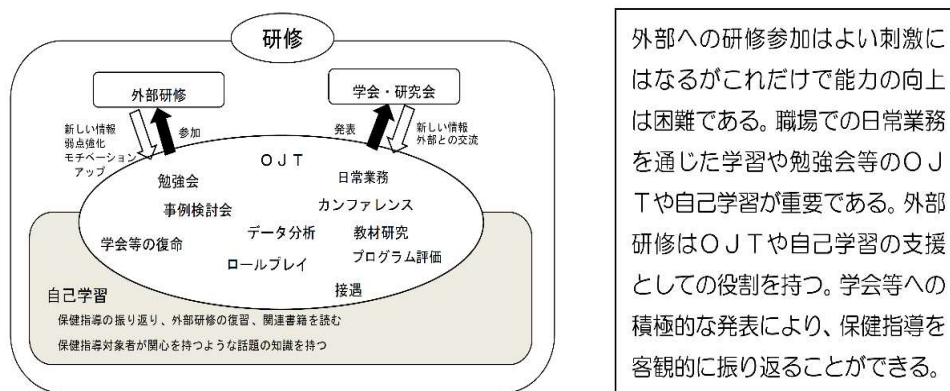 研修
外部研修
学会・研究会
新しい情報
弱点強化
モチベーション
アップ
参加
発表
新しい情報
外部との交流
OJT
勉強会
日常業務
事例検討会
カンファレンス
学会等の復命
データ分析
教材研究
ロールプレイ
プログラム評価
接遇
自己学習
保健指導の振り返り、外部研修の復習、関連書籍を読む
保健指導対象者が関心を持つような話題の知識を持つ
外部への研修参加はよい刺激に
はなるがこれだけで能力の向上
は困難である。職場での日常業務
を通じた学習や勉強会等のOJ
Tや自己学習が重要である。外部
研修はOJTや自己学習の支援
としての役割を持つ。学会等への
積極的な発表により、保健指導を
客観的に振り返ることができる。